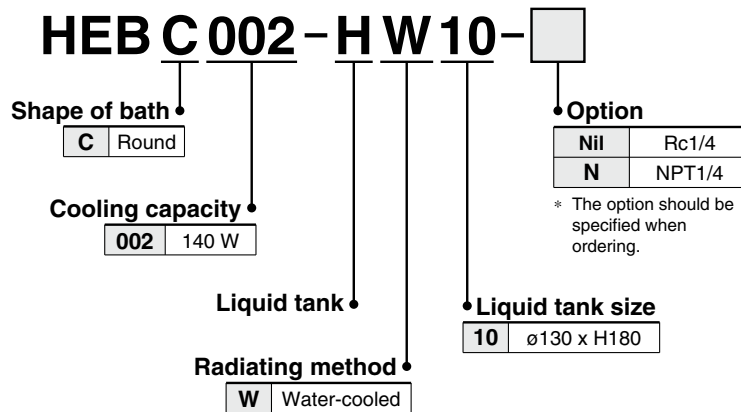 HEB C 002 - H W 10 -
Shape of bath
C Round
Option
Nil Rc1/4
N NPT1/4
* The option should be
specified when
ordering.
Cooling capacity
002 140 W
Liquid tank
Liquid tank size
10 ø130 x H180
Radiating method
W Water-cooled